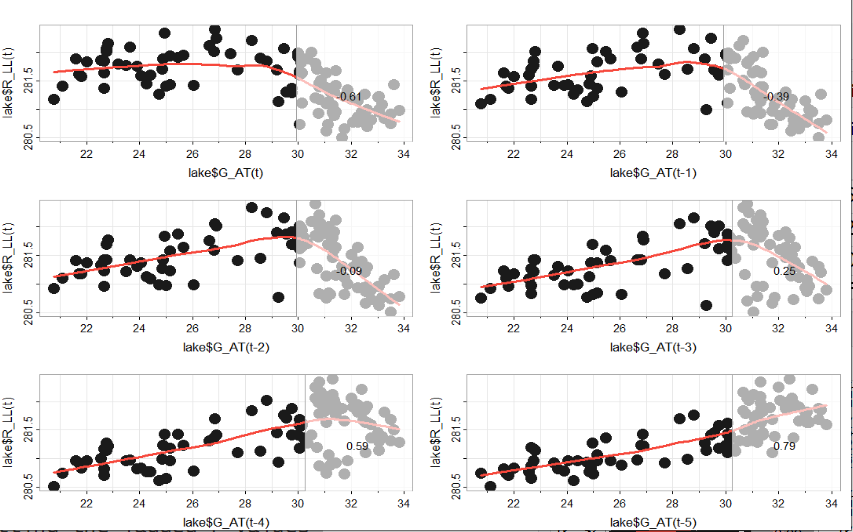 lake$R_LL(t)
281.5
280.5
-0.61
22 24 26 28 30 32 34
lake$G_AT(t)
lake$R_LL(t)
281.5
280.5
-0.39
22 24 26 28 30 32 34
lake$G_AT(t-1)
lake$R_LL(t)
281.5
280.5
-0.09
22 24 26 28 30 32 34
lake$G_AT(t-2)
lake$R_LL(t)
281.5
280.5
0.25
22 24 26 28 30 32 34
lake$G_AT(t-3)
lake$R_LL(t)
281.5
280.5
0.59
22 24 26 28 30 32 34
lake$G_AT(t-4)
lake$R_LL(t)
281.5
280.5
0.79
22 24 26 28 30 32 34
lake$G_AT(t-5)